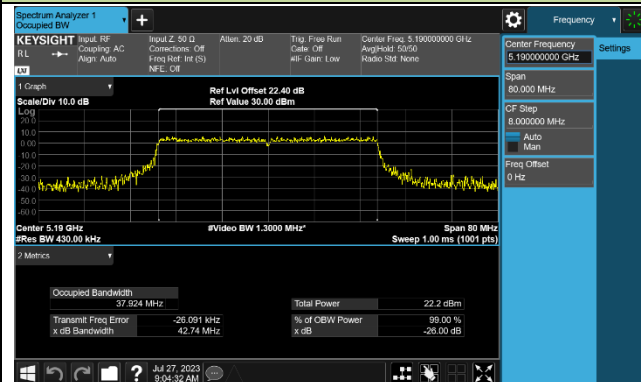 Spectrum Analyzer 1
Occupied BW
+
Frequency
KEYSIGHT
RL
LXI
Input: RF
Coupling: AC
Align: Auto
Input Z: 50 Ω
Corrections: Off
Freq Ref: Int (S)
NFE: Off
Atten: 20 dB
Trig: Free Run
Gate: Off
#IF Gain: Low
Center Freq: 5.190000000 GHz
Avg|Hold: 50/50
Radio Std: None
Center Frequency
5.190000000 GHz
Settings
Span
80.000 MHz
CF Step
8.000000 MHz
Auto
Man
Freq Offset
0 Hz
1 Graph
Scale/Div 10.0 dB
Ref Lvl Offset 22.40 dB
Ref Value 30.00 dBm
Log
20.0
10.0
0.00
-10.0
-20.0
-30.0
-40.0
-50.0
-60.0
Center 5.19 GHz
#Video BW 1.3000 MHz*
Span 80 MHz
#Res BW 430.00 kHz
Sweep 1.00 ms (1001 pts)
2 Metrics
Occupied Bandwidth
37.924 MHz
Total Power
22.2 dBm
Transmit Freq Error
-26.091 kHz
% of OBW Power
99.00 %
x dB Bandwidth
42.74 MHz
x dB
-26.00 dB
?
Jul 27, 2023
9:04:32 AM